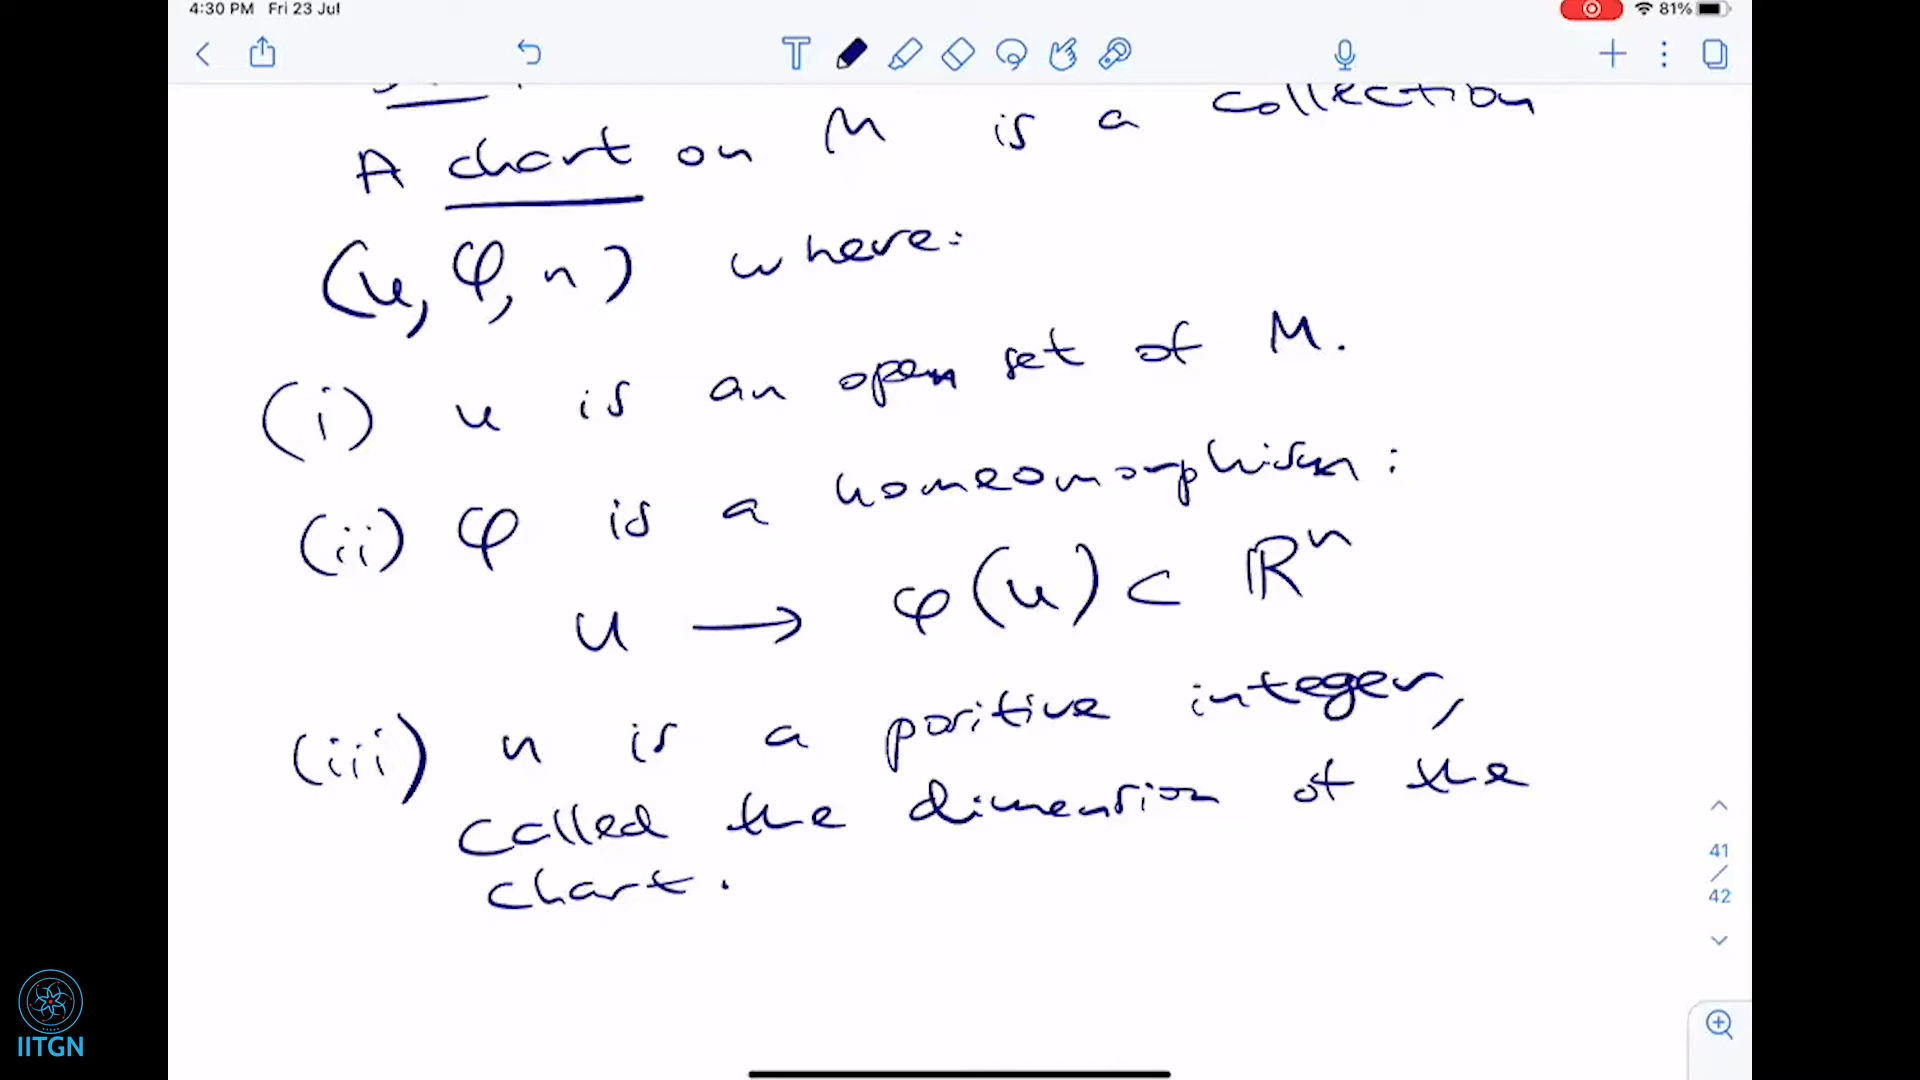 4:30 PM Fri 23 Jul
81%
A chart on M is a collection
(U, φ, n) where:
(i) U is an open set of M.
(ii) φ is a homeomorphism:
U → φ(U) ⊂ ℝⁿ
(iii) n is a positive integer,
called the dimension of the
chart.
41
/
42
IITGN